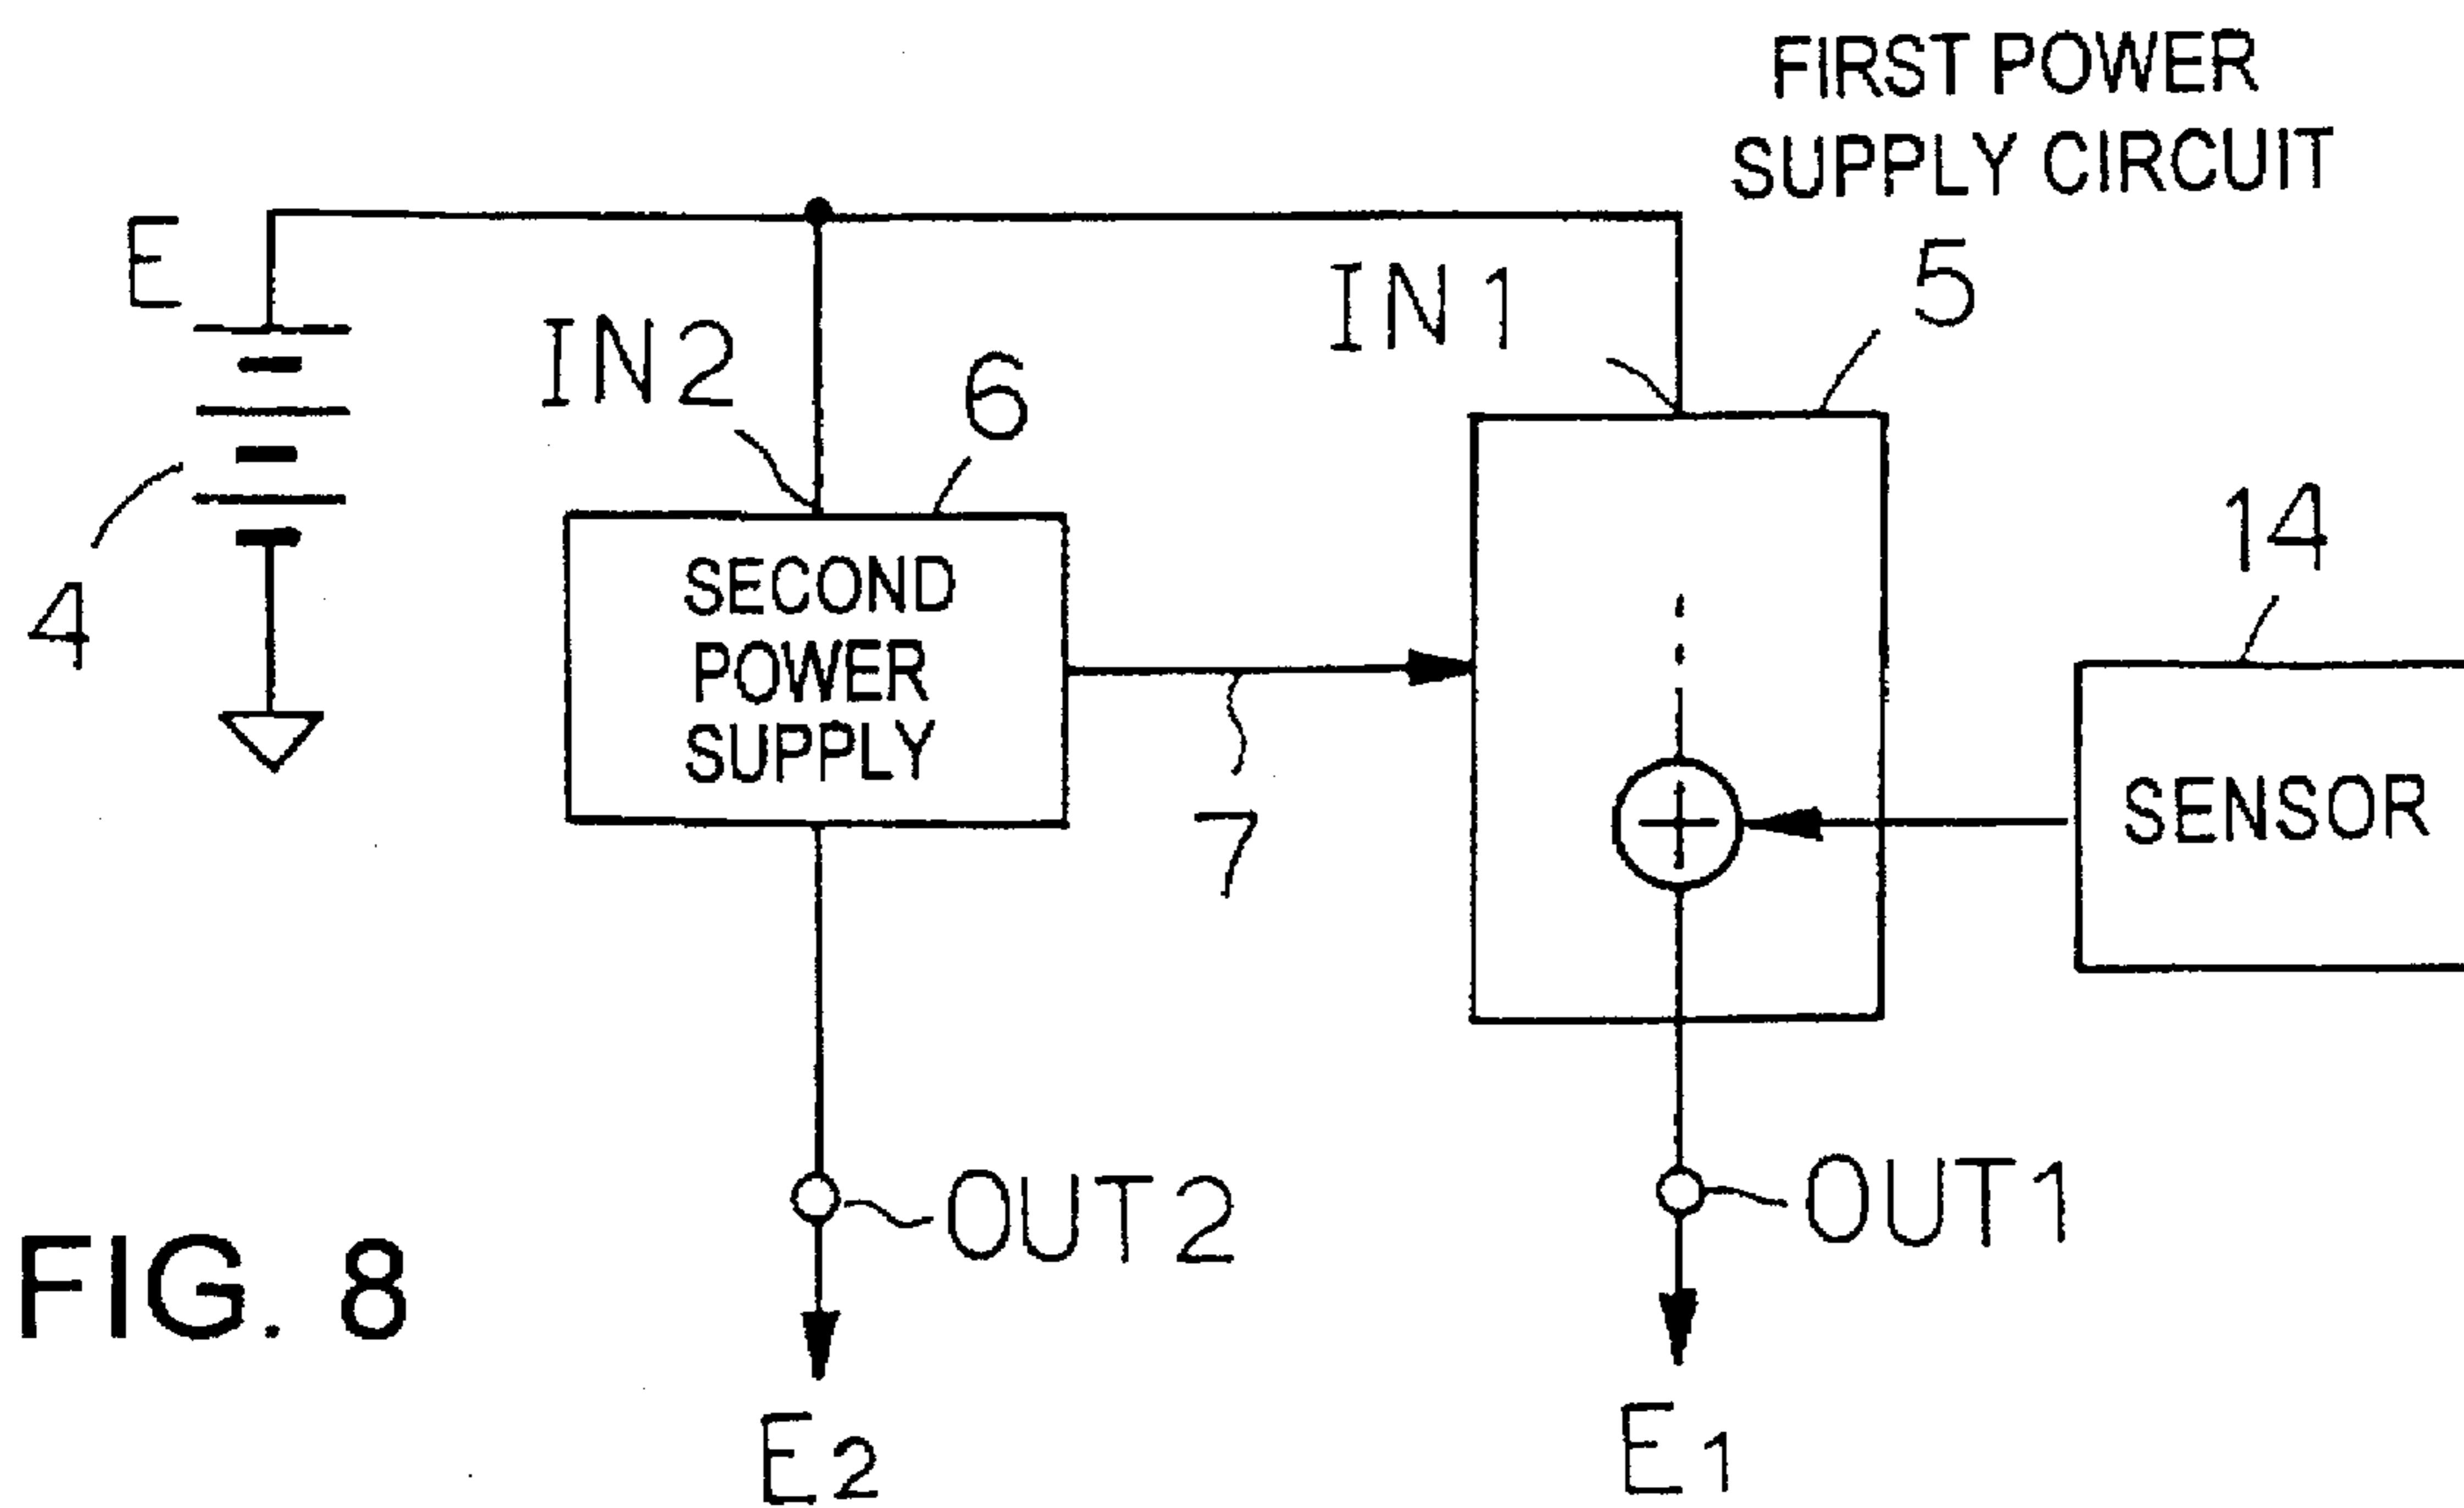 FIRST POWER
SUPPLY CIRCUIT
E
IN1
5
IN2
6
14
4
SECOND
POWER
SUPPLY
SENSOR
7
OUT2
OUT1
FIG. 8
E2
E1